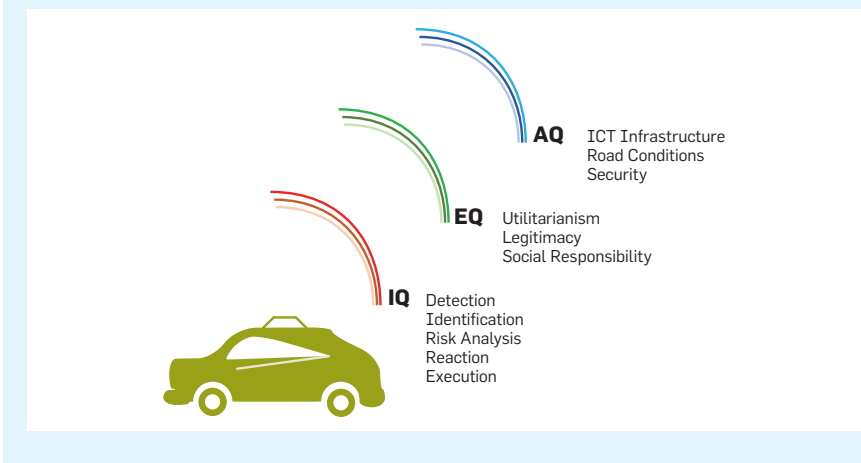 AQ ICT Infrastructure
Road Conditions
Security
EQ Utilitarianism
Legitimacy
Social Responsibility
IQ Detection
Identification
Risk Analysis
Reaction
Execution